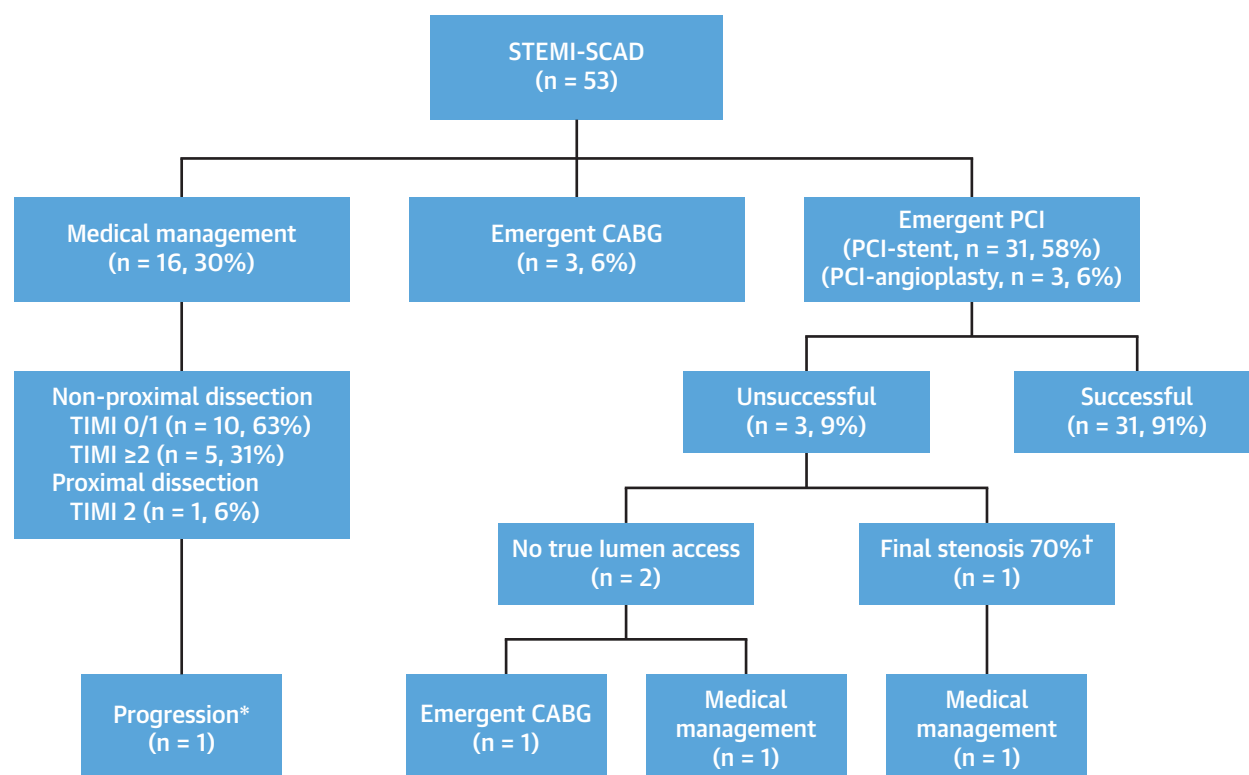 STEMI-SCAD
(n = 53)
Medical management
(n = 16, 30%)
Emergent CABG
(n = 3, 6%)
Emergent PCI
(PCI-stent, n = 31, 58%)
(PCI-angioplasty, n = 3, 6%)
Non-proximal dissection
TIMI 0/1 (n = 10, 63%)
TIMI ≥2 (n = 5, 31%)
Proximal dissection
TIMI 2 (n = 1, 6%)
Unsuccessful
(n = 3, 9%)
Successful
(n = 31, 91%)
No true lumen access
(n = 2)
Final stenosis 70%†
(n = 1)
Progression*
(n = 1)
Emergent CABG
(n = 1)
Medical
management
(n = 1)
Medical
management
(n = 1)